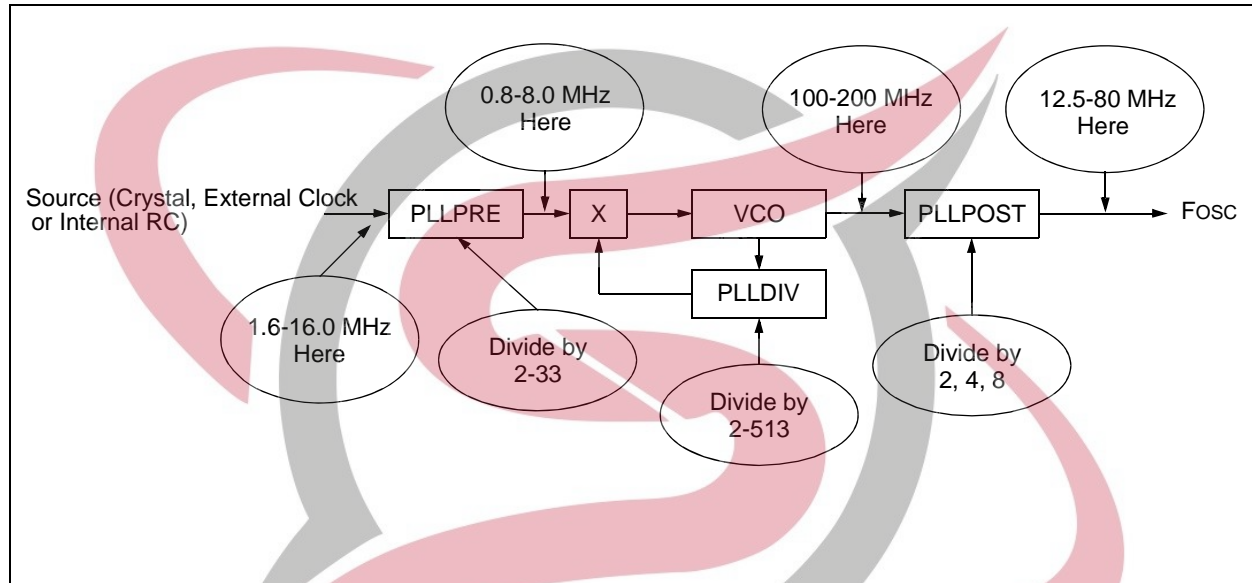 0.8-8.0 MHz
Here
100-200 MHz
Here
12.5-80 MHz
Here
Source (Crystal, External Clock
or Internal RC)
PLLPRE
X
VCO
PLLPOST
FOSC
PLLDIV
1.6-16.0 MHz
Here
Divide by
2-33
Divide by
2-513
Divide by
2, 4, 8